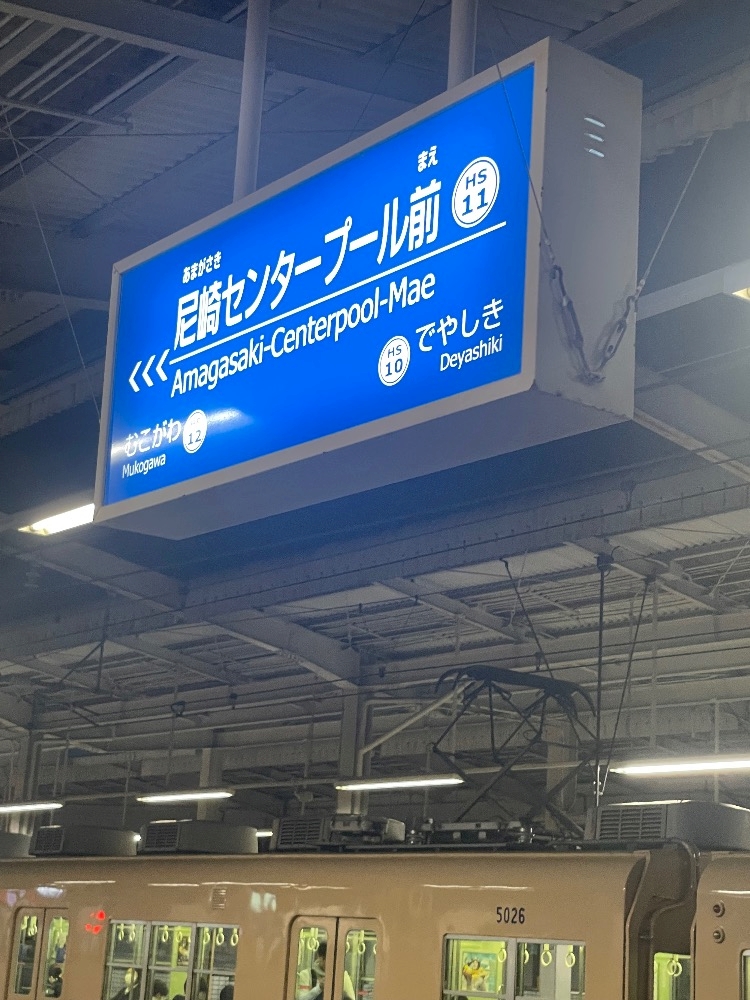 まえ
あまがさき
尼崎センタープール前 HS 11
<<< Amagasaki-Centerpool-Mae
HS 10 でやしき
Deyashiki
むこがわ HS 12
Mukogawa
5026